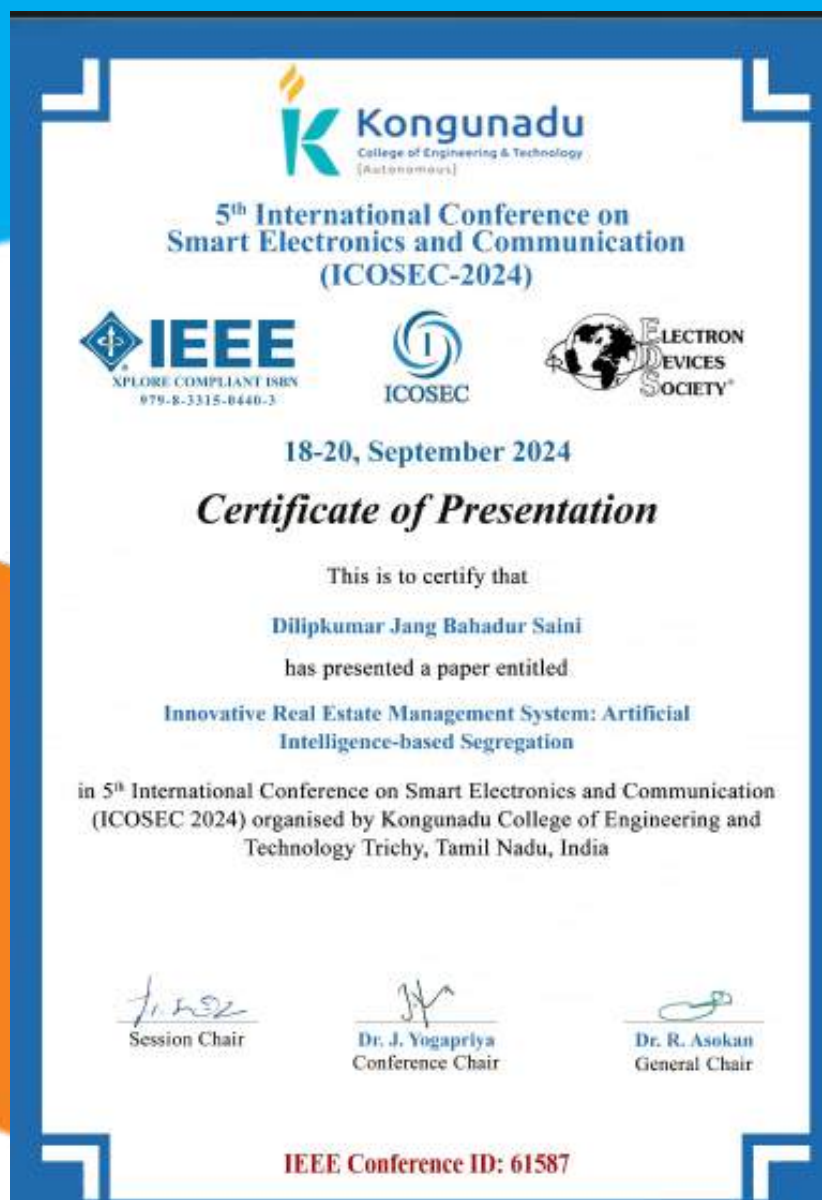 Kongunadu
College of Engineering & Technology
[Autonomous]
5th International Conference on
Smart Electronics and Communication
(ICOSEC-2024)
IEEE
XPLORE COMPLIANT ISBN
979-8-3315-0440-3
ICOSEC
ELECTRON
DEVICES
SOCIETY®
18-20, September 2024
Certificate of Presentation
This is to certify that
Dilipkumar Jang Bahadur Saini
has presented a paper entitled
Innovative Real Estate Management System: Artificial
Intelligence-based Segregation
in 5th International Conference on Smart Electronics and Communication
(ICOSEC 2024) organised by Kongunadu College of Engineering and
Technology Trichy, Tamil Nadu, India
Session Chair
Dr. J. Yogapriya
Conference Chair
Dr. R. Asokan
General Chair
IEEE Conference ID: 61587